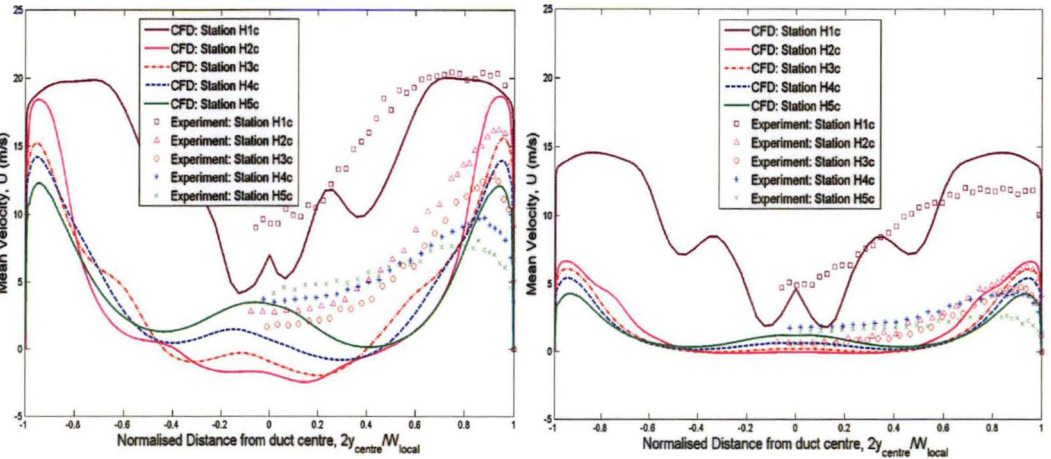 25
20
15
10
5
0
-5
Mean Velocity, U (m/s)
CFD: Station H1c
CFD: Station H2c
CFD: Station H3c
CFD: Station H4c
CFD: Station H5c
Experiment: Station H1c
Experiment: Station H2c
Experiment: Station H3c
Experiment: Station H4c
Experiment: Station H5c
-1 -0.8 -0.6 -0.4 -0.2 0 0.2 0.4 0.6 0.8 1
Normalised Distance from duct centre, 2y_centre/W_local
25
20
15
10
5
0
-5
Mean Velocity, U (m/s)
CFD: Station H1c
CFD: Station H2c
CFD: Station H3c
CFD: Station H4c
CFD: Station H5c
Experiment: Station H1c
Experiment: Station H2c
Experiment: Station H3c
Experiment: Station H4c
Experiment: Station H5c
-1 -0.8 -0.6 -0.4 -0.2 0 0.2 0.4 0.6 0.8 1
Normalised Distance from duct centre, 2y_centre/W_local